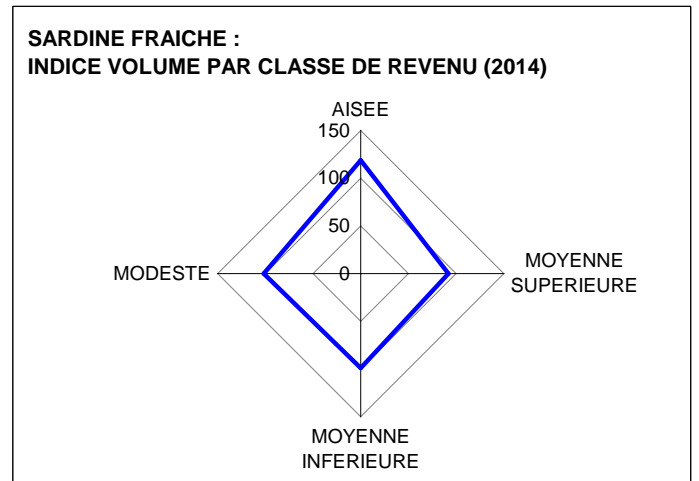 SARDINE FRAICHE :
INDICE VOLUME PAR CLASSE DE REVENU (2014)
AISEE
150
100
50
0
MODESTE
MOYENNE
SUPERIEURE
MOYENNE
INFERIEURE